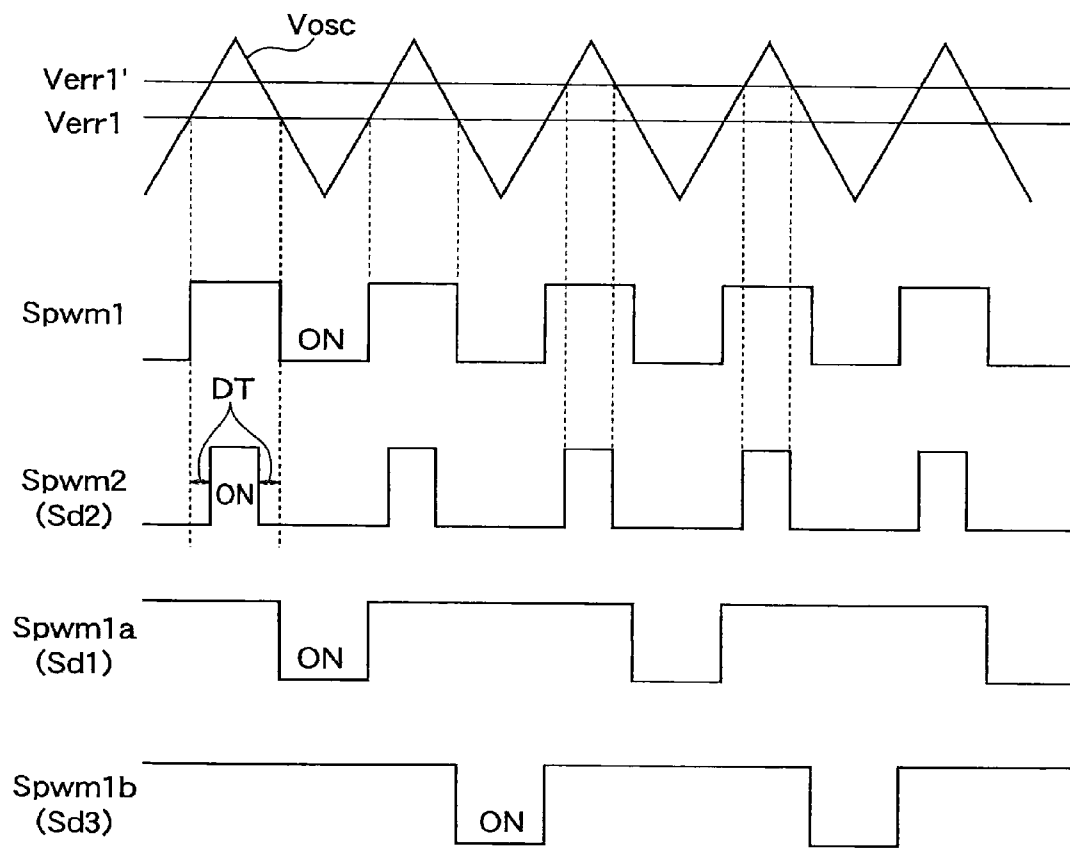 Vosc
Verr1'
Verr1
Spwm1
ON
DT
Spwm2
(Sd2)
ON
Spwm1a
(Sd1)
ON
Spwm1b
(Sd3)
ON